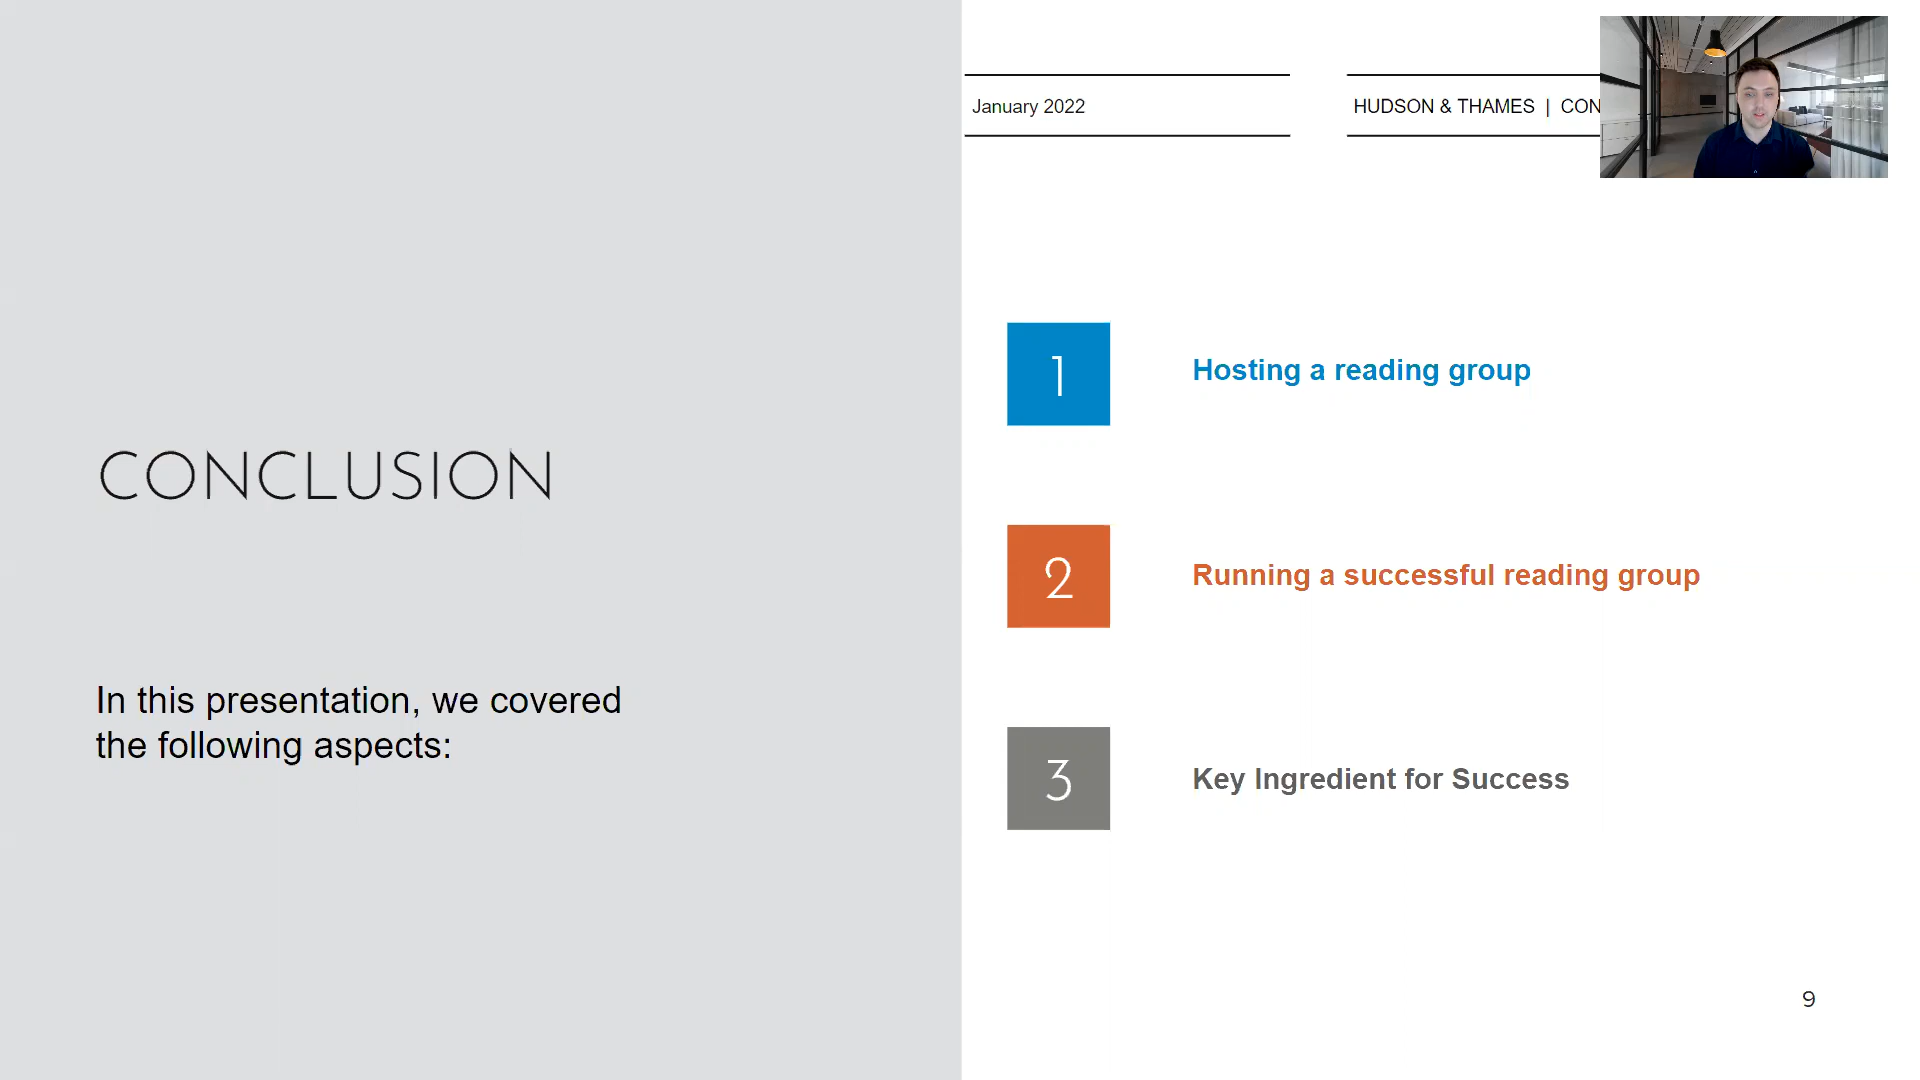 January 2022
HUDSON & THAMES | CON
CONCLUSION
In this presentation, we covered
the following aspects:
1
Hosting a reading group
2
Running a successful reading group
3
Key Ingredient for Success
9